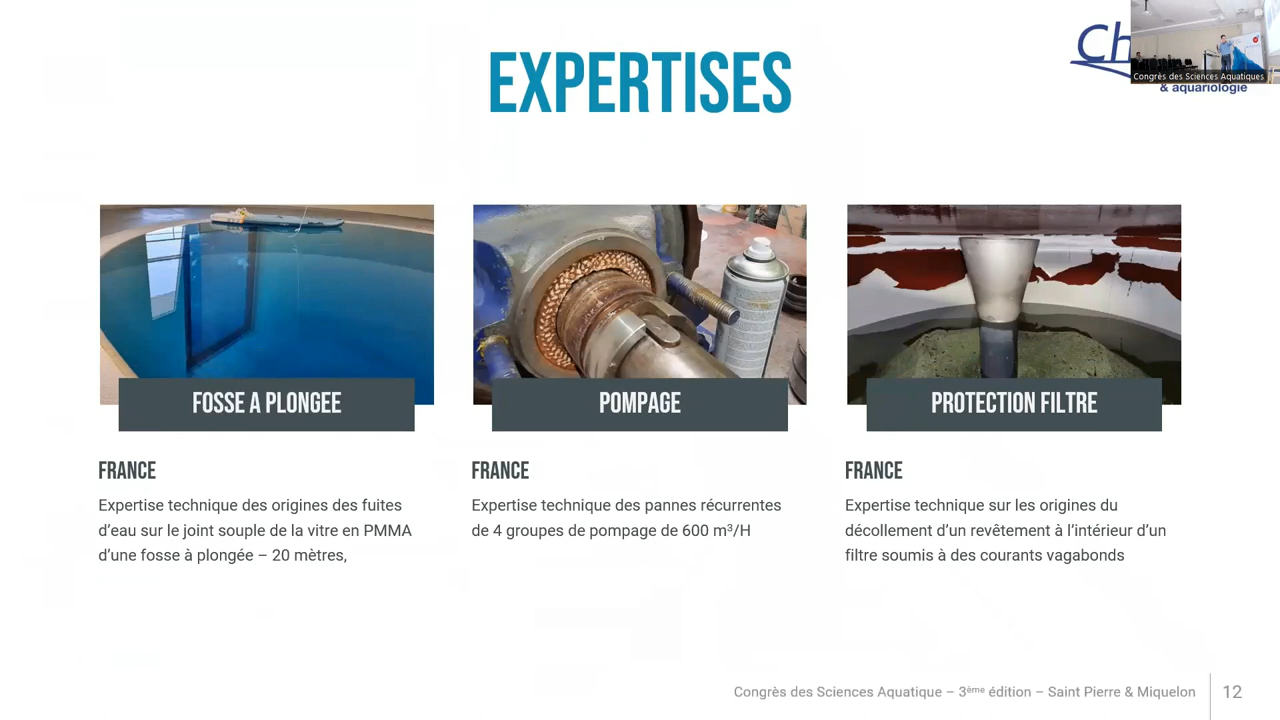 EXPERTISES
Ch
Congrès des Sciences Aquatiques
& aquariologie
FOSSE A PLONGEE
POMPAGE
PROTECTION FILTRE
FRANCE
Expertise technique des origines des fuites
d’eau sur le joint souple de la vitre en PMMA
d’une fosse à plongée – 20 mètres,
FRANCE
Expertise technique des pannes récurrentes
de 4 groupes de pompage de 600 m³/H
FRANCE
Expertise technique sur les origines du
décollement d’un revêtement à l’intérieur d’un
filtre soumis à des courants vagabonds
Congrès des Sciences Aquatique – 3ème édition – Saint Pierre & Miquelon
12